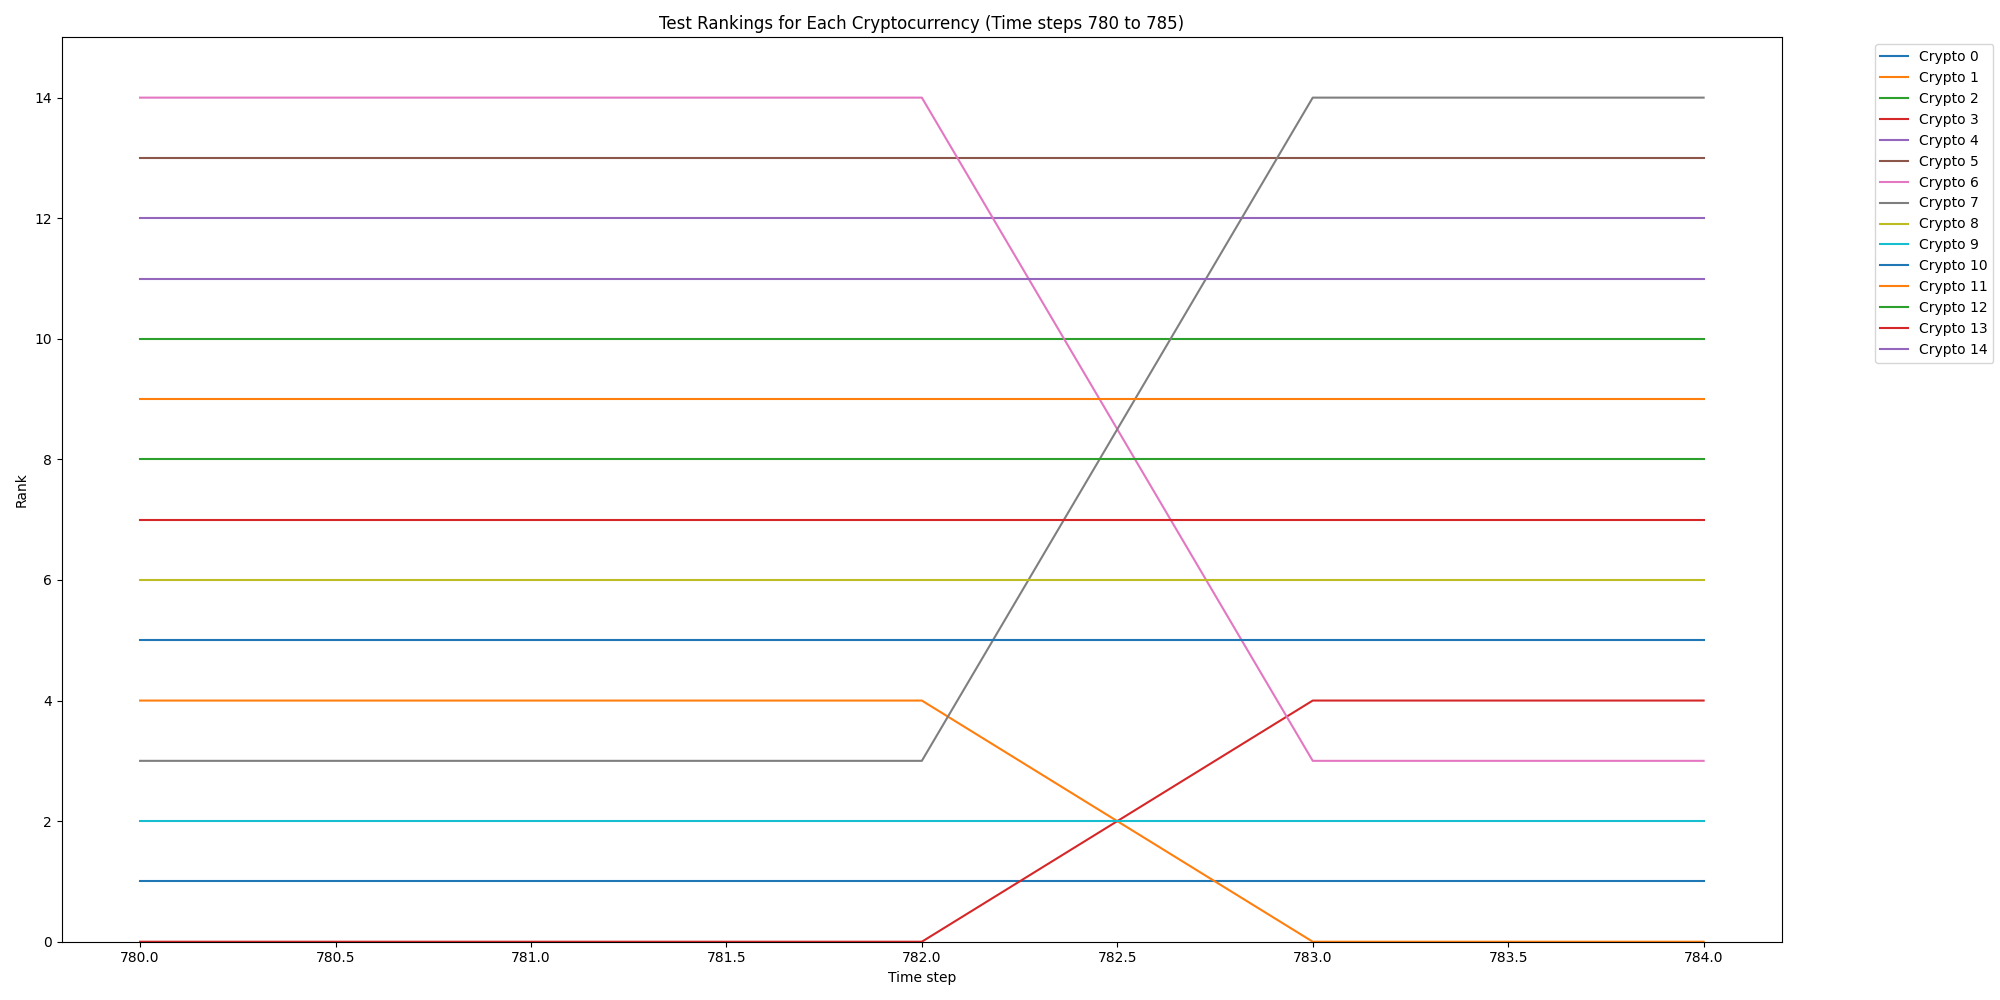 Test Rankings for Each Cryptocurrency (Time steps 780 to 785)
Rank
14
12
10
8
6
4
2
0
780.0 780.5 781.0 781.5 782.0 782.5 783.0 783.5 784.0
Time step
Crypto 0
Crypto 1
Crypto 2
Crypto 3
Crypto 4
Crypto 5
Crypto 6
Crypto 7
Crypto 8
Crypto 9
Crypto 10
Crypto 11
Crypto 12
Crypto 13
Crypto 14